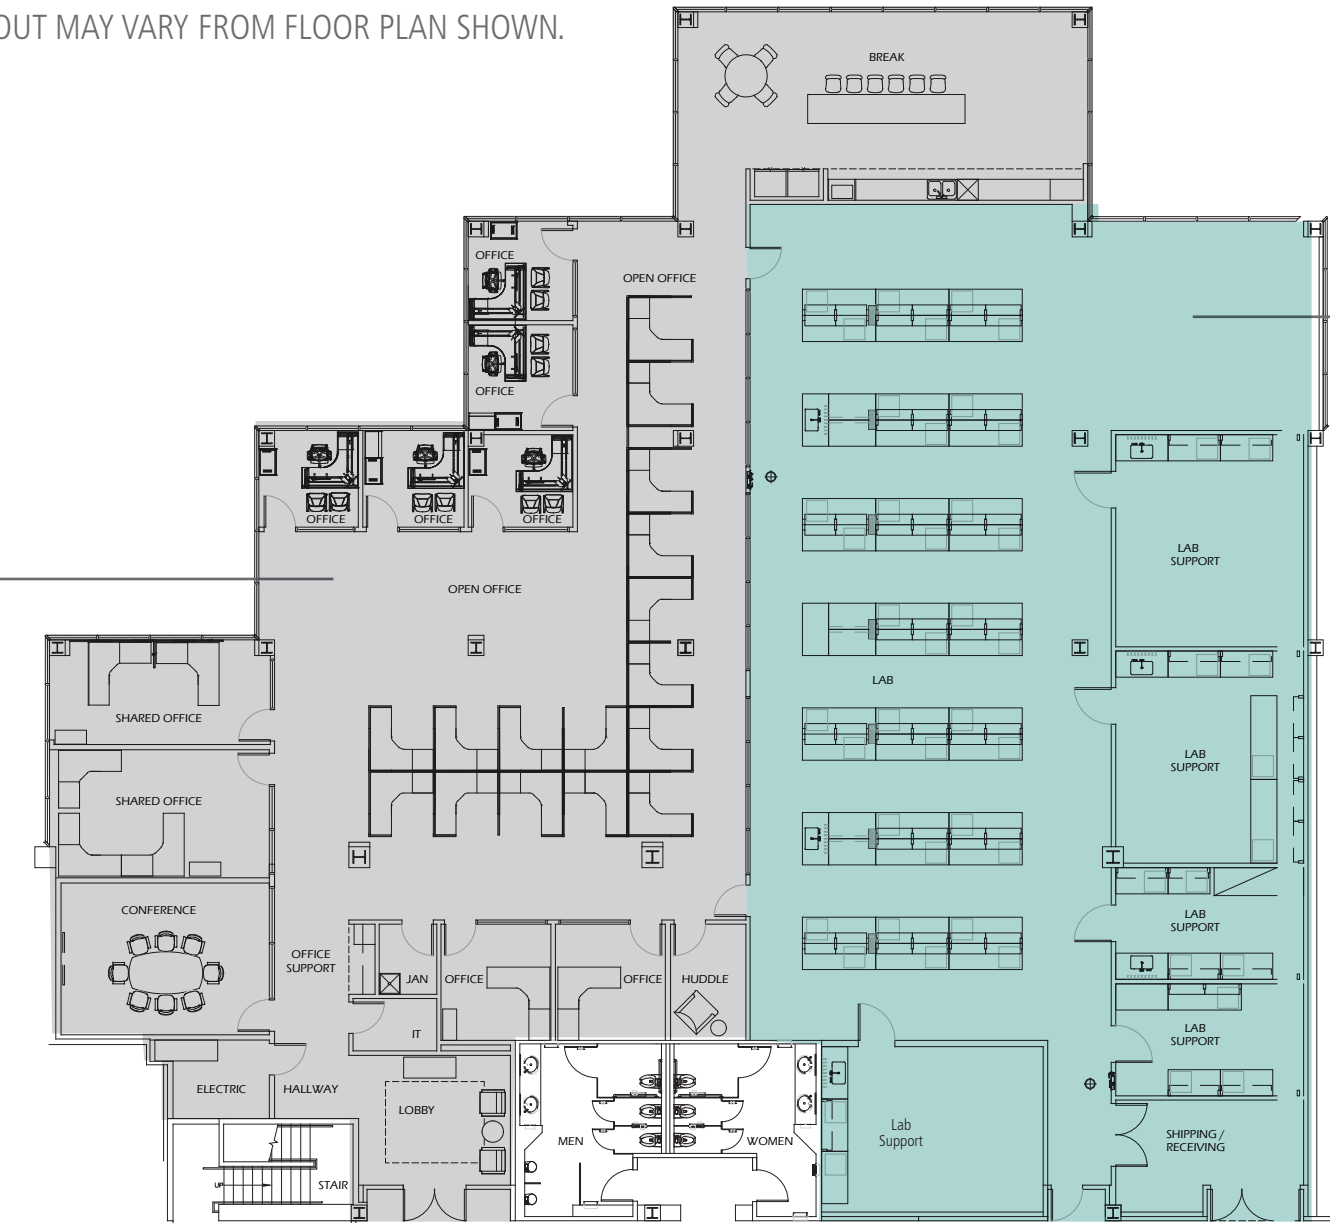 OUT MAY VARY FROM FLOOR PLAN SHOWN.
BREAK
OFFICE
OPEN OFFICE
OFFICE
OFFICE
OFFICE
OFFICE
LAB
SUPPORT
OPEN OFFICE
LAB
SHARED OFFICE
LAB
SUPPORT
SHARED OFFICE
CONFERENCE
LAB
SUPPORT
OFFICE
SUPPORT
JAN
OFFICE
OFFICE
HUDDLE
IT
LAB
SUPPORT
ELECTRIC
HALLWAY
LOBBY
MEN
WOMEN
Lab
Support
SHIPPING /
RECEIVING
UP
STAIR